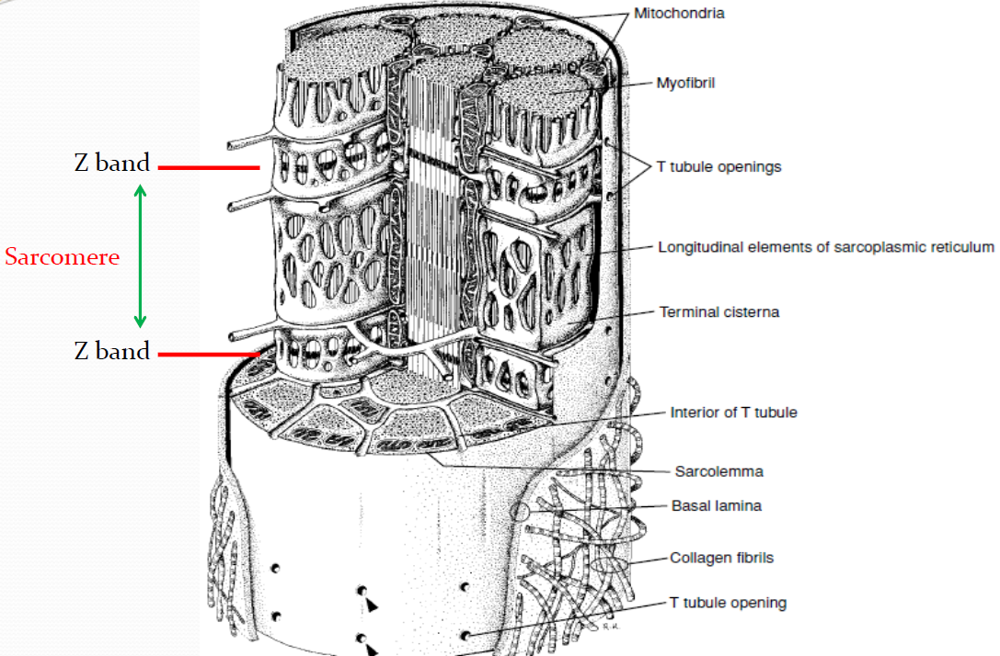 Mitochondria
Myofibril
Z band
T tubule openings
Longitudinal elements of sarcoplasmic reticulum
Sarcomere
Terminal cisterna
Z band
Interior of T tubule
Sarcolemma
Basal lamina
Collagen fibrils
T tubule opening
R.K.